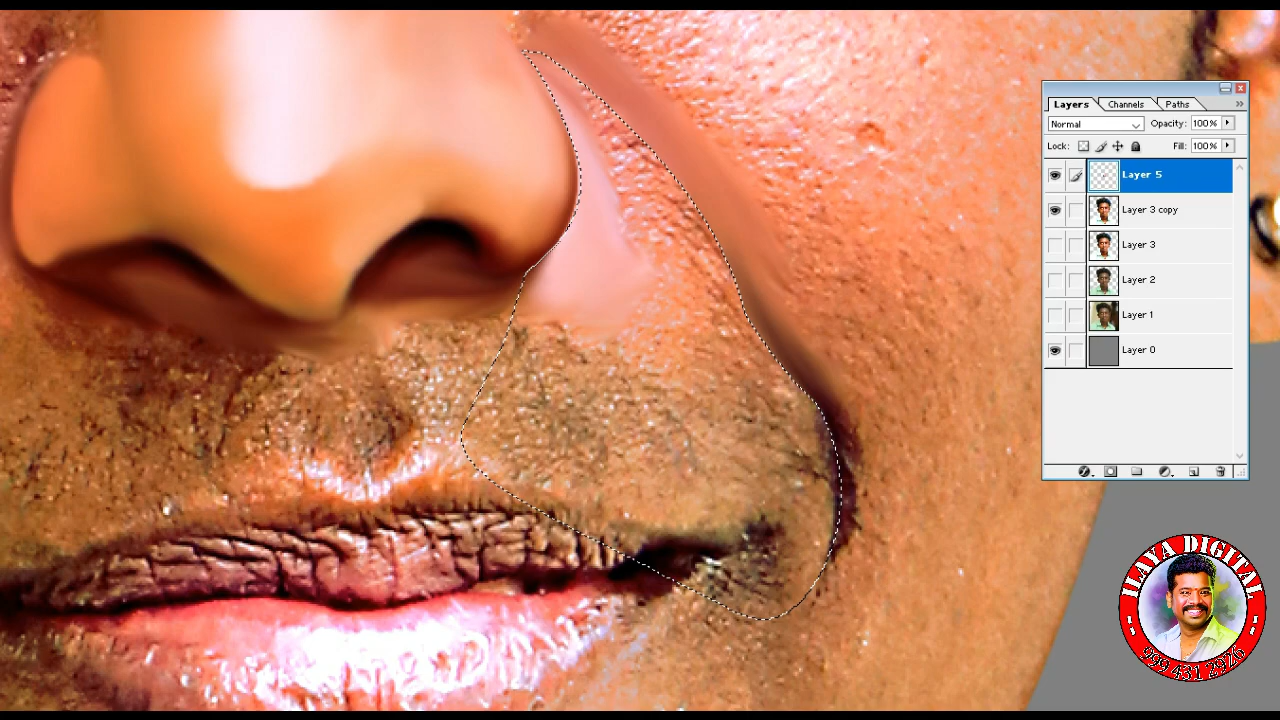 Layers Channels Paths
Normal Opacity: 100%
Lock: Fill: 100%
Layer 5
Layer 3 copy
Layer 3
Layer 2
Layer 1
Layer 0
ILAYA DIGITAL
999 431 2926